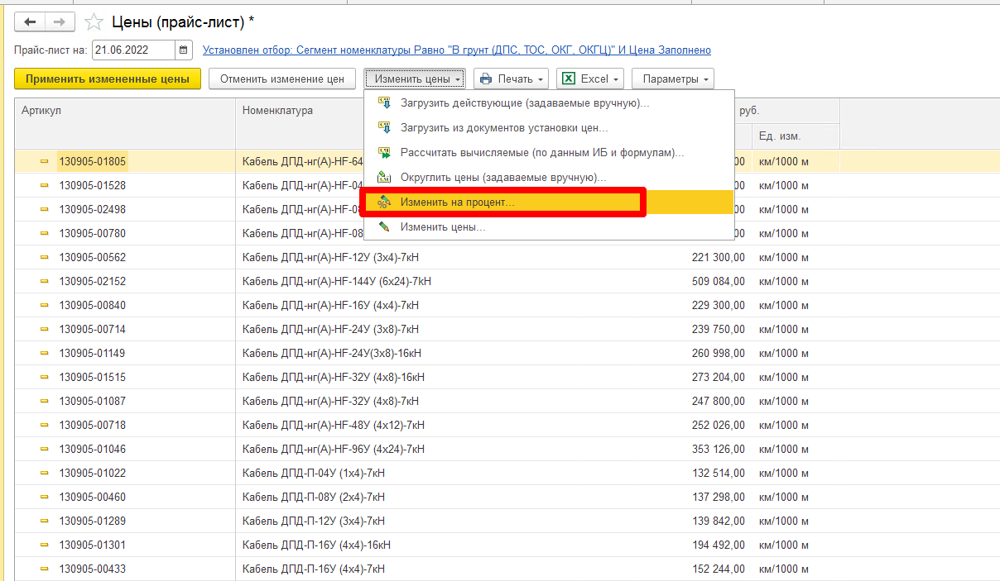 Цены (прайс-лист) *
Прайс-лист на: 21.06.2022 Установлен отбор: Сегмент номенклатуры Равно "В грунт (ДПС, ТОС, ОКГ, ОКГЦ)" И Цена Заполнено
Применить измененные цены Отменить изменение цен Изменить цены Печать Excel Параметры
Загрузить действующие (задаваемые вручную)...
Загрузить из документов установки цен...
Рассчитать вычисляемые (по данным ИБ и формулам)...
Округлить цены (задаваемые вручную)...
Изменить на процент...
Изменить цены...
Артикул Номенклатура руб.
Ед. изм.
130905-01805 Кабель ДПД-нг(А)-HF-64 00 км/1000 м
130905-01528 Кабель ДПД-нг(А)-HF-04 00 км/1000 м
130905-02498 Кабель ДПД-нг(А)-HF-08 00 км/1000 м
130905-00780 Кабель ДПД-нг(А)-HF-08 00 км/1000 м
130905-00562 Кабель ДПД-нг(А)-HF-12У (3х4)-7кН 221 300,00 км/1000 м
130905-02152 Кабель ДПД-нг(А)-HF-144У (6х24)-7kH 509 084,00 км/1000 м
130905-00840 Кабель ДПД-нг(А)-HF-16У (4х4)-7кН 229 300,00 км/1000 м
130905-00714 Кабель ДПД-нг(А)-HF-24У (3х8)-7кН 239 750,00 км/1000 м
130905-01149 Кабель ДПД-нг(А)-HF-24У(3х8)-16кН 260 998,00 км/1000 м
130905-01515 Кабель ДПД-нг(А)-HF-32У (4х8)-16кН 273 204,00 км/1000 м
130905-01087 Кабель ДПД-нг(А)-HF-32У (4х8)-7кН 247 800,00 км/1000 м
130905-00718 Кабель ДПД-нг(А)-HF-48У (4х12)-7кН 252 026,00 км/1000 м
130905-01046 Кабель ДПД-нг(А)-HF-96У (4х24)-7кН 353 126,00 км/1000 м
130905-01022 Кабель ДПД-П-04У (1х4)-7кН 132 514,00 км/1000 м
130905-00460 Кабель ДПД-П-08У (2х4)-7кН 137 298,00 км/1000 м
130905-01289 Кабель ДПД-П-12У (3х4)-7кН 139 842,00 км/1000 м
130905-01301 Кабель ДПД-П-16У (4х4)-16кН 194 492,00 км/1000 м
130905-00433 Кабель ДПД-П-16У (4х4)-7кН 152 244,00 км/1000 м